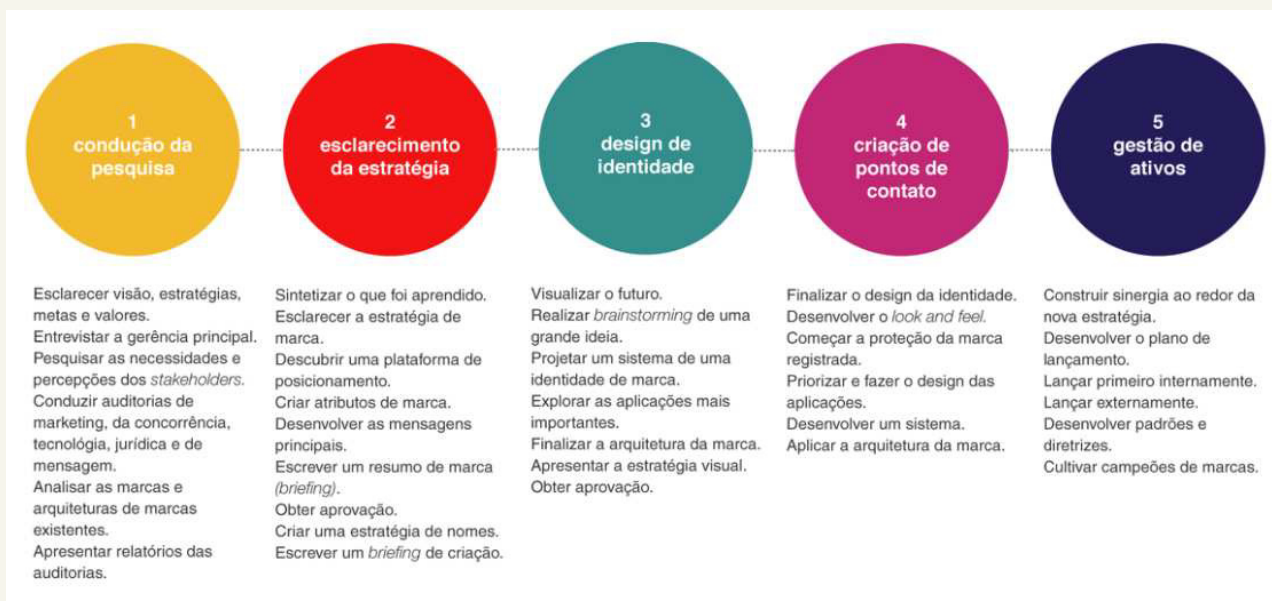 1
condução da
pesquisa
2
esclarecimento
da estratégia
3
design de
identidade
4
criação de
pontos de
contato
5
gestão de
ativos
Esclarecer visão, estratégias,
metas e valores.
Entrevistar a gerência principal.
Pesquisar as necessidades e
percepções dos stakeholders.
Conduzir auditorias de
marketing, da concorrência,
tecnológia, jurídica e de
mensagem.
Analisar as marcas e
arquiteturas de marcas
existentes.
Apresentar relatórios das
auditorias.
Sintetizar o que foi aprendido.
Esclarecer a estratégia de
marca.
Descubrir uma plataforma de
posicionamento.
Criar atributos de marca.
Desenvolver as mensagens
principais.
Escrever um resumo de marca
(briefing).
Obter aprovação.
Criar uma estratégia de nomes.
Escrever um briefing de criação.
Visualizar o futuro.
Realizar brainstorming de uma
grande ideia.
Projetar um sistema de uma
identidade de marca.
Explorar as aplicações mais
importantes.
Finalizar a arquitetura da marca.
Apresentar a estratégia visual.
Obter aprovação.
Finalizar o design da identidade.
Desenvolver o look and feel.
Começar a proteção da marca
registrada.
Priorizar e fazer o design das
aplicações.
Desenvolver um sistema.
Aplicar a arquitetura da marca.
Construir sinergia ao redor da
nova estratégia.
Desenvolver o plano de
lançamento.
Lançar primeiro internamente.
Lançar externamente.
Desenvolver padrões e
diretrizes.
Cultivar campeões de marcas.